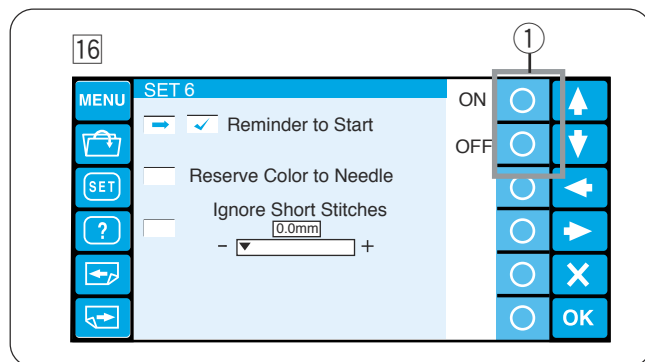 16
1
MENU
SET 6
ON
Reminder to Start
OFF
SET
Reserve Color to Needle
Ignore Short Stitches
?
0.0mm
- +
X
OK